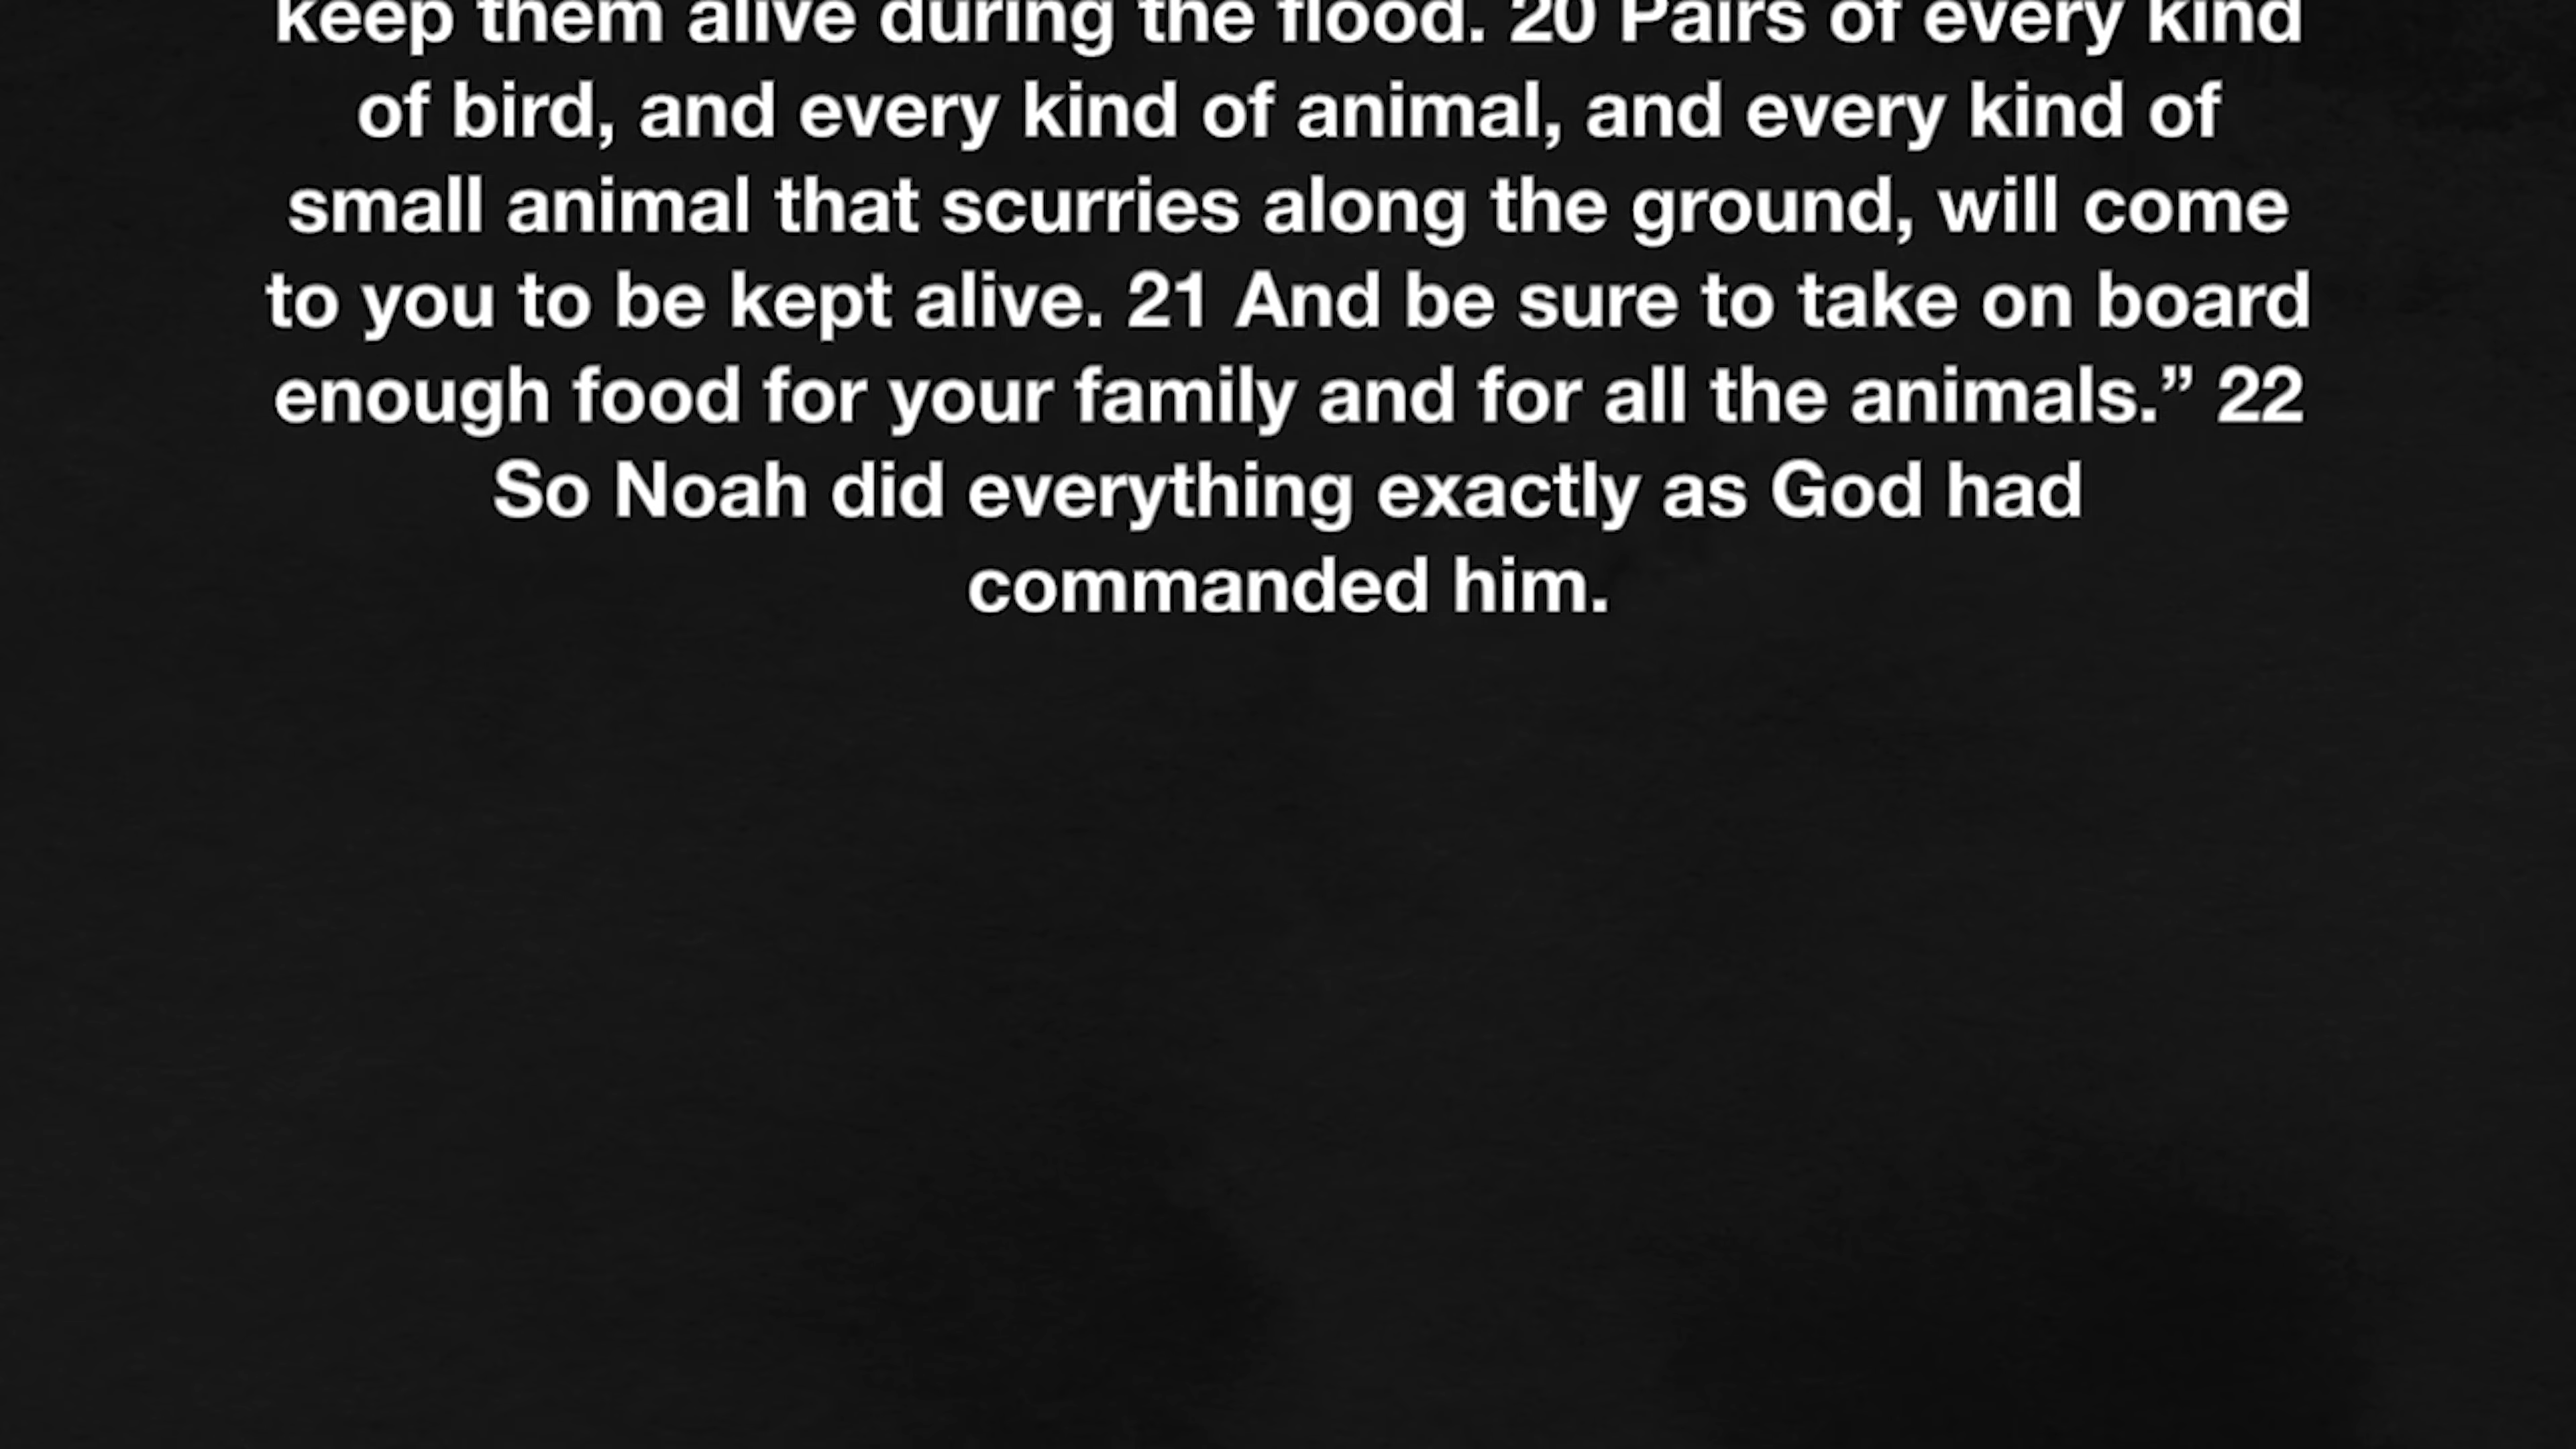 keep them alive during the flood. 20 Pairs of every kind
of bird, and every kind of animal, and every kind of
small animal that scurries along the ground, will come
to you to be kept alive. 21 And be sure to take on board
enough food for your family and for all the animals.” 22
So Noah did everything exactly as God had
commanded him.